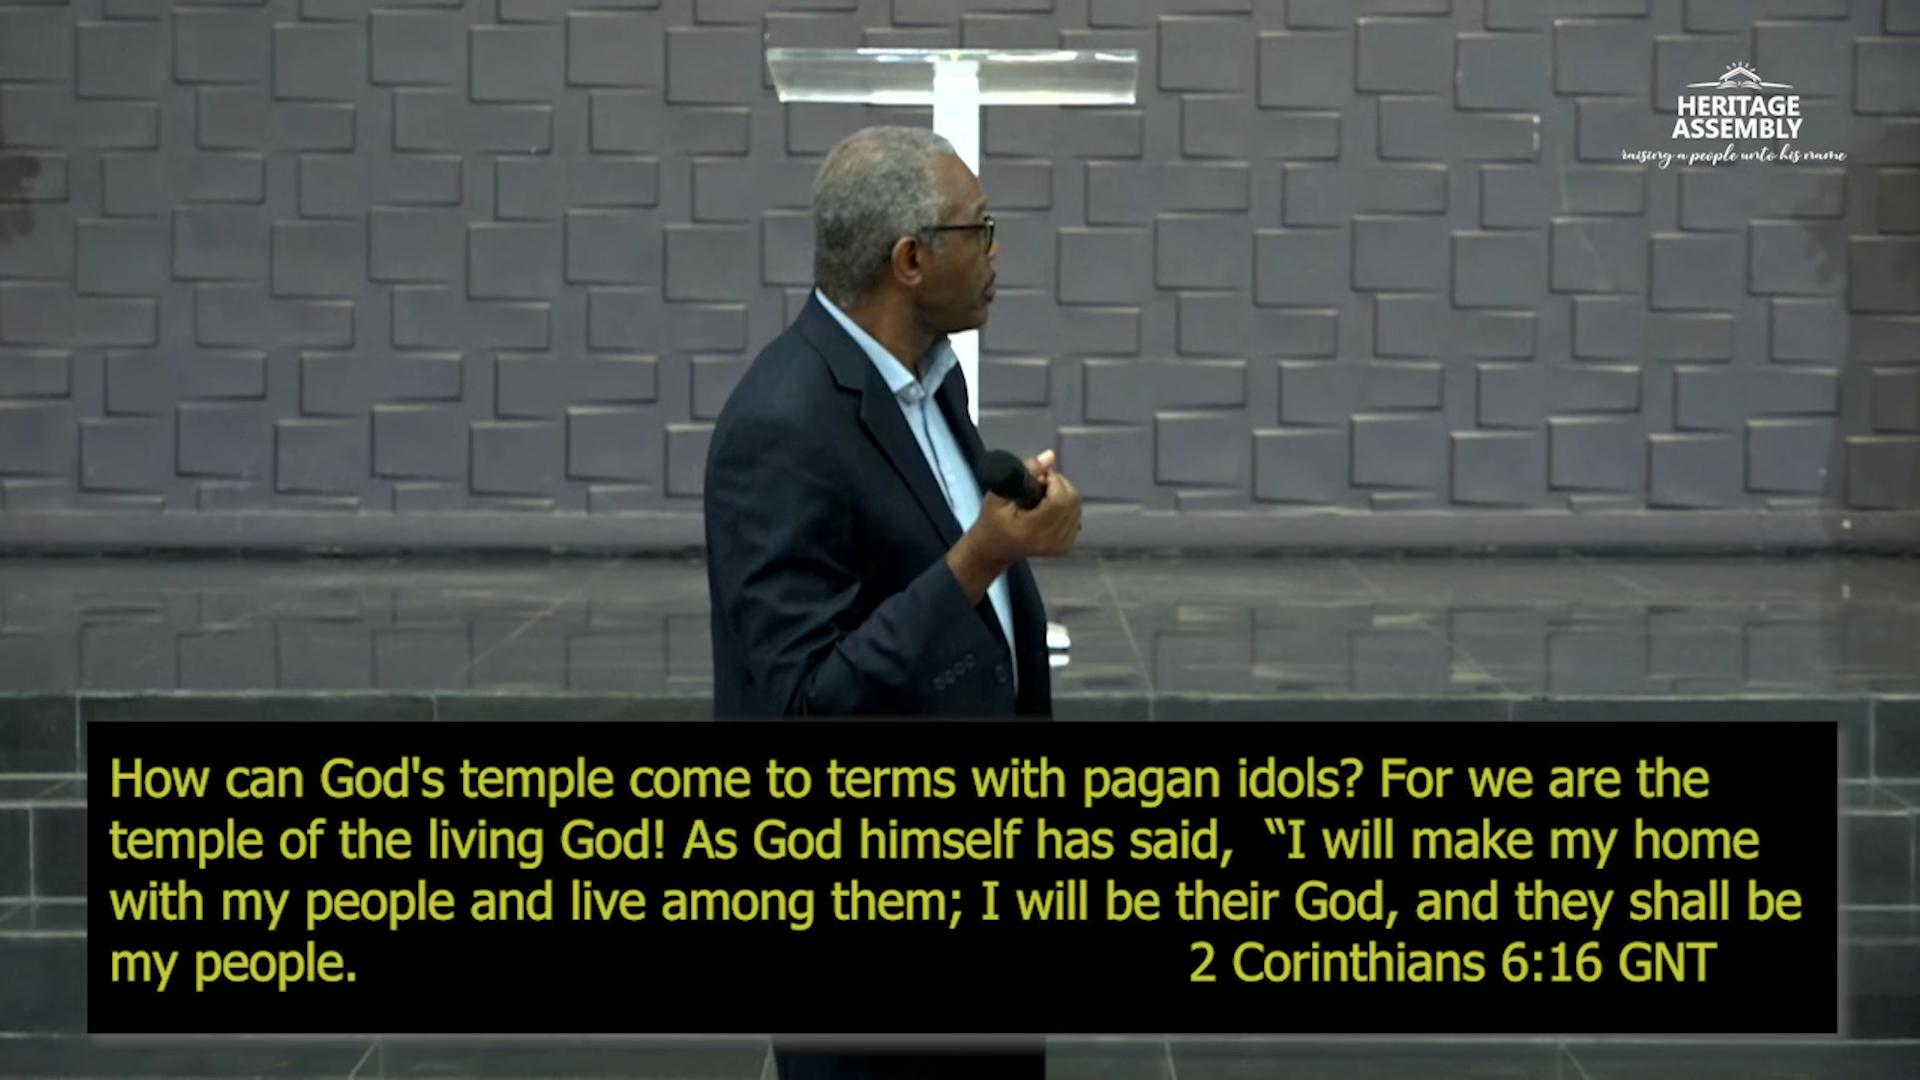 HERITAGE
ASSEMBLY
raising a people unto his name
How can God's temple come to terms with pagan idols? For we are the
temple of the living God! As God himself has said,  “I will make my home
with my people and live among them; I will be their God, and they shall be
my people.
2 Corinthians 6:16 GNT